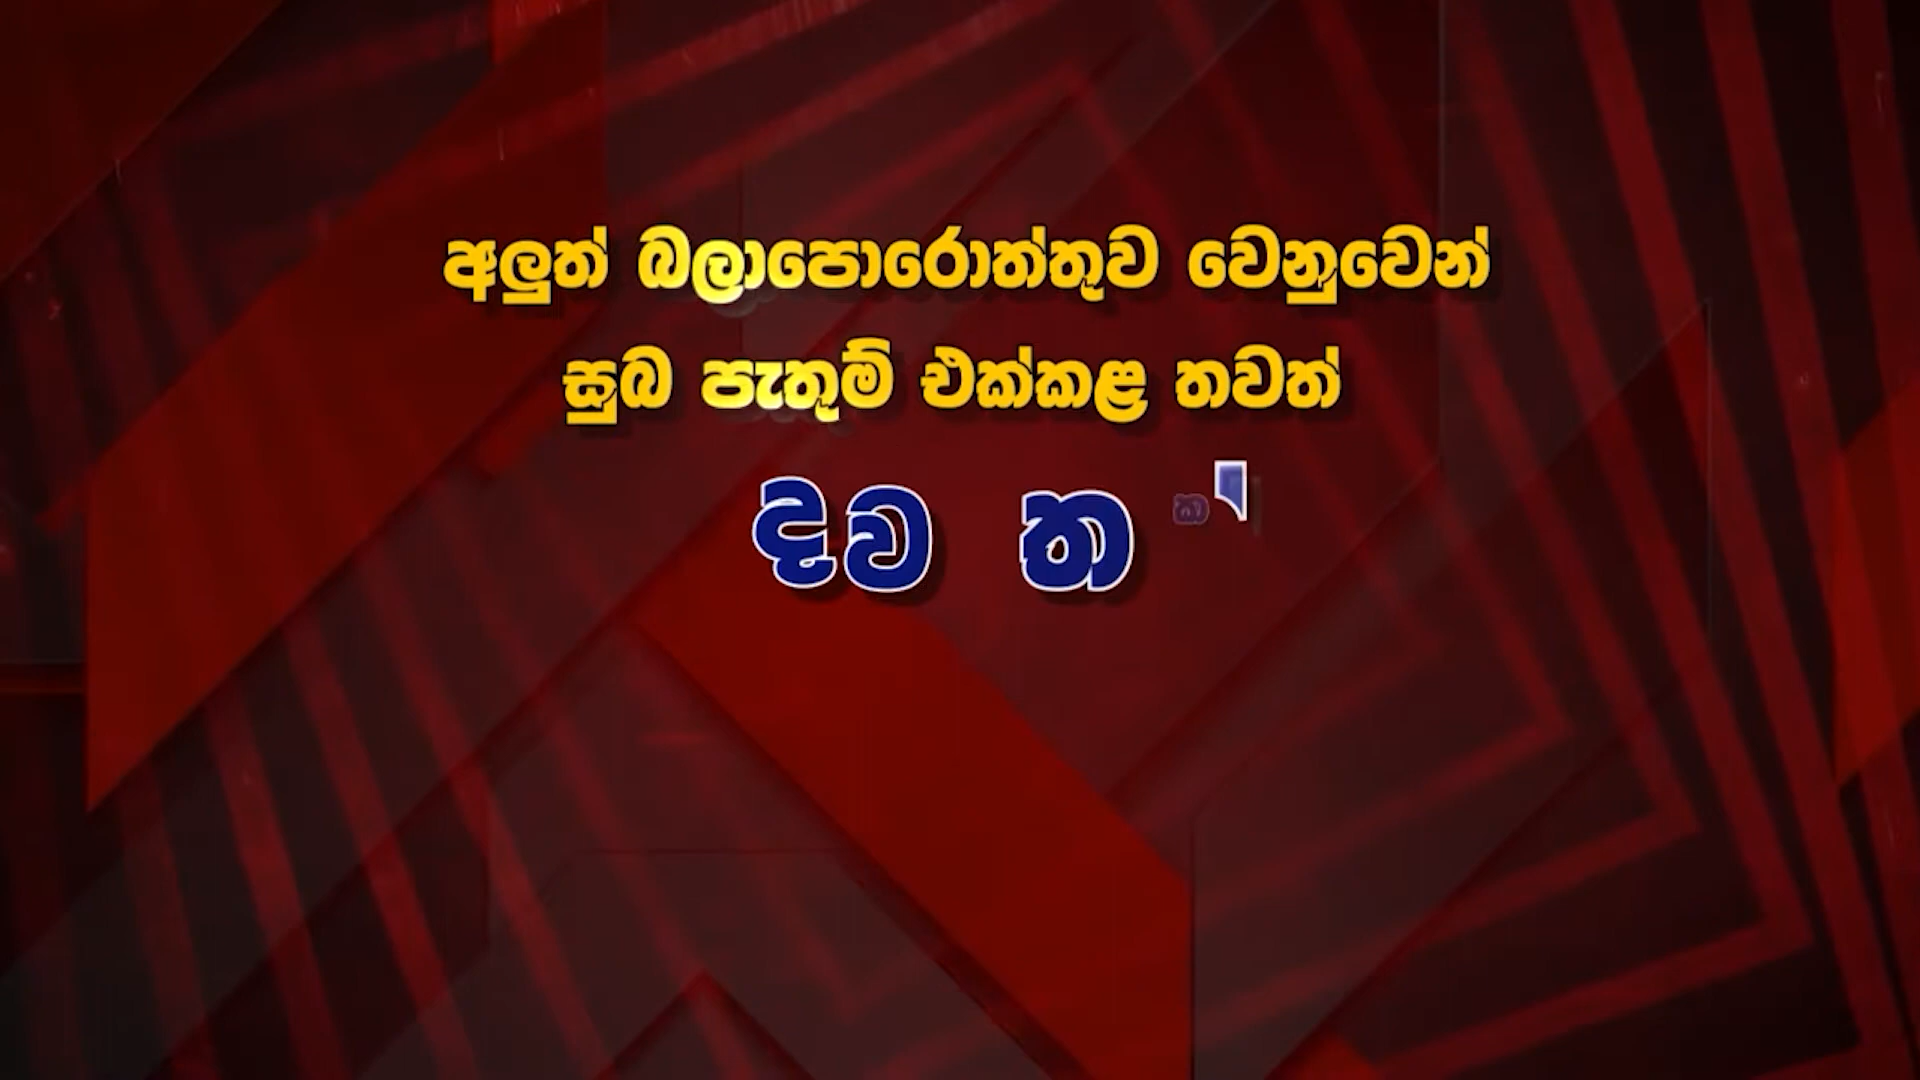 අලුත් බලාපොරොත්තුව වෙනුවෙන්
සුබ පැතුම් එක්කළ තවත්